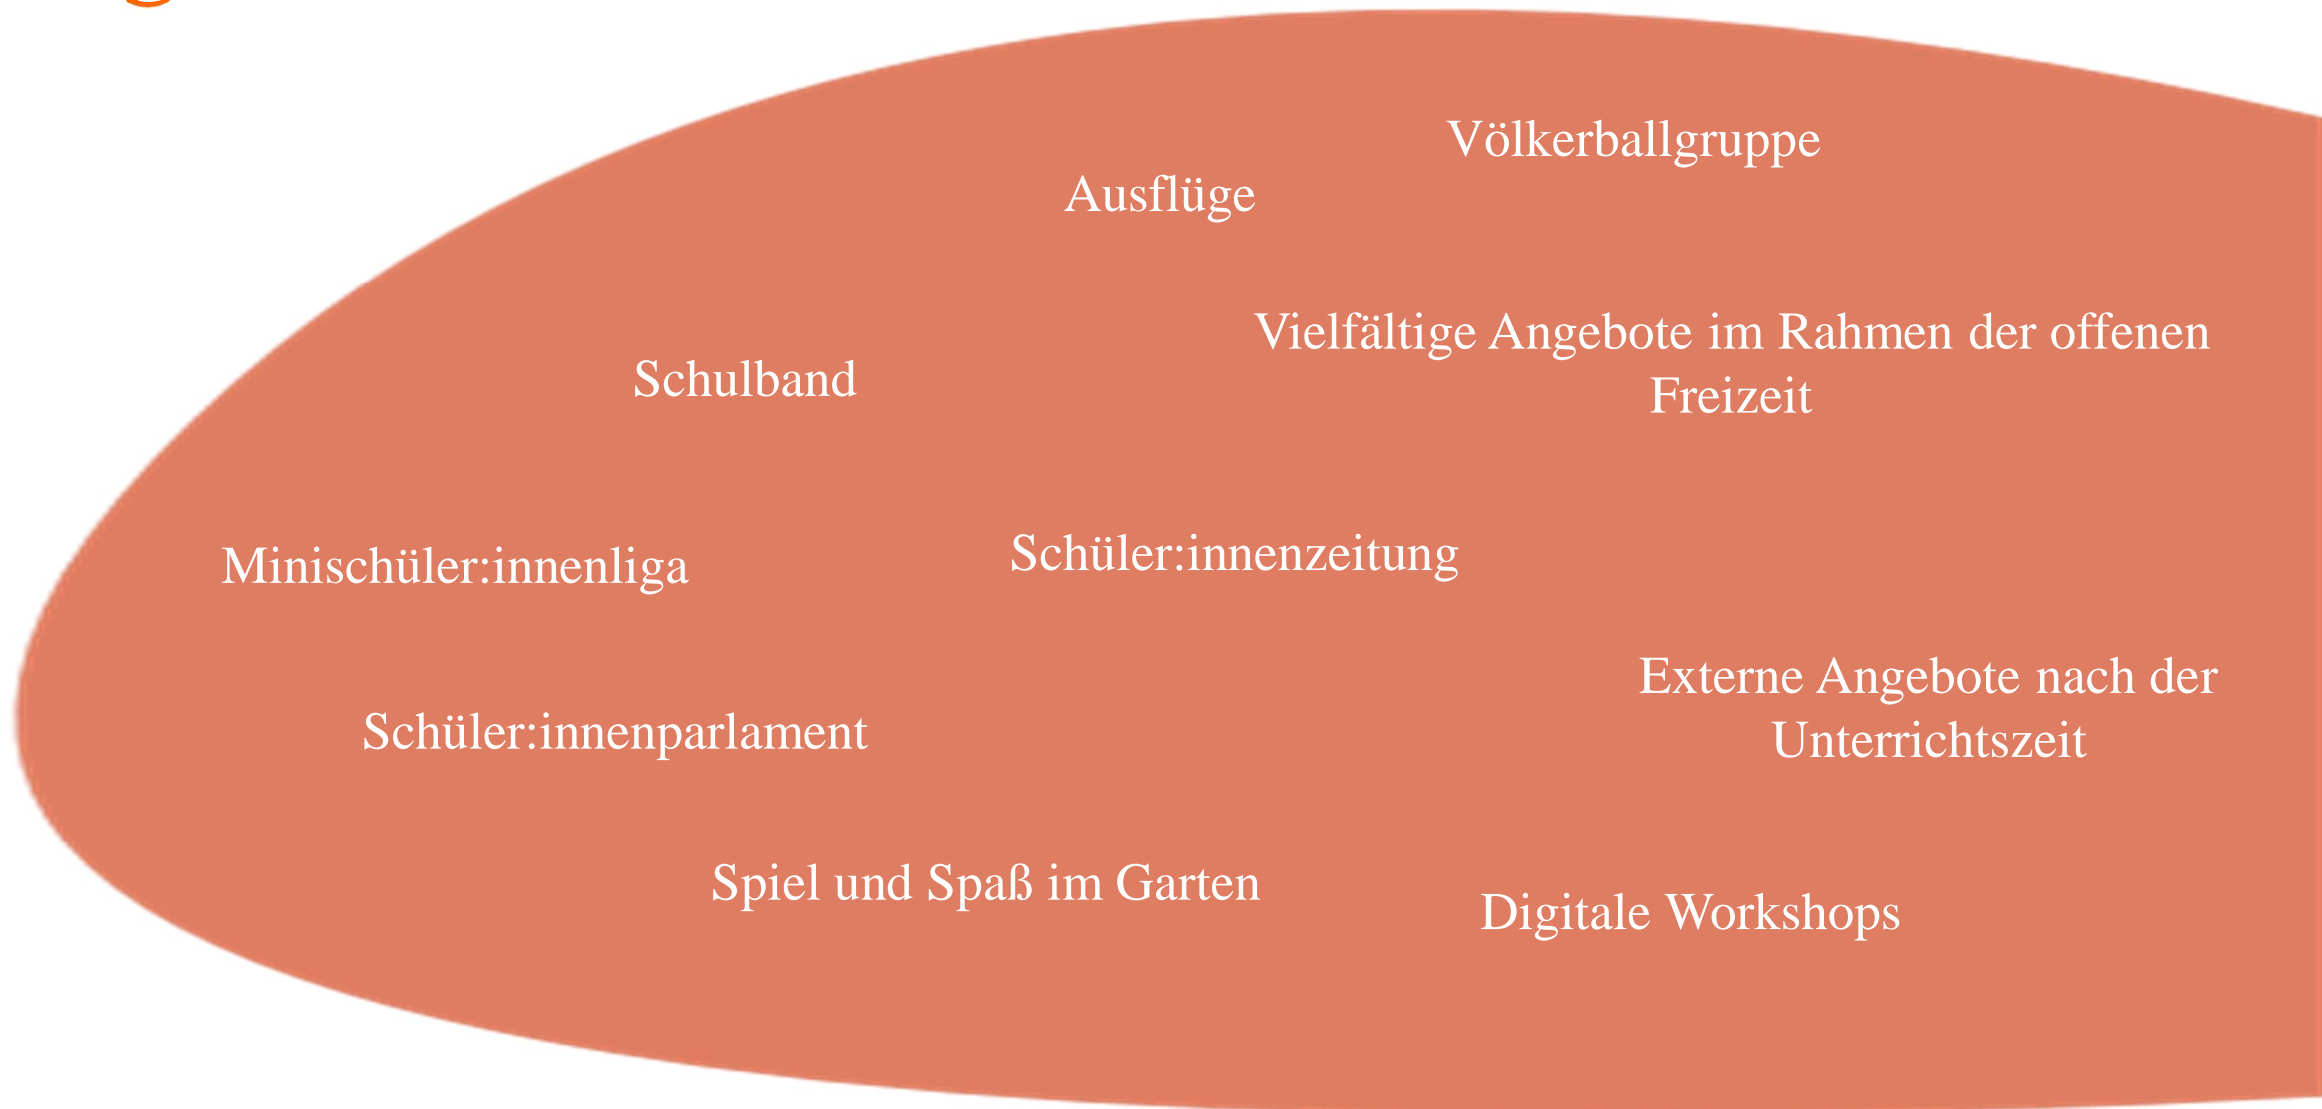 Völkerballgruppe
Ausflüge
Vielfältige Angebote im Rahmen der offenen
Freizeit
Schulband
Schüler:innenzeitung
Minischüler:innenliga
Externe Angebote nach der
Unterrichtszeit
Schüler:innenparlament
Spiel und Spaß im Garten
Digitale Workshops